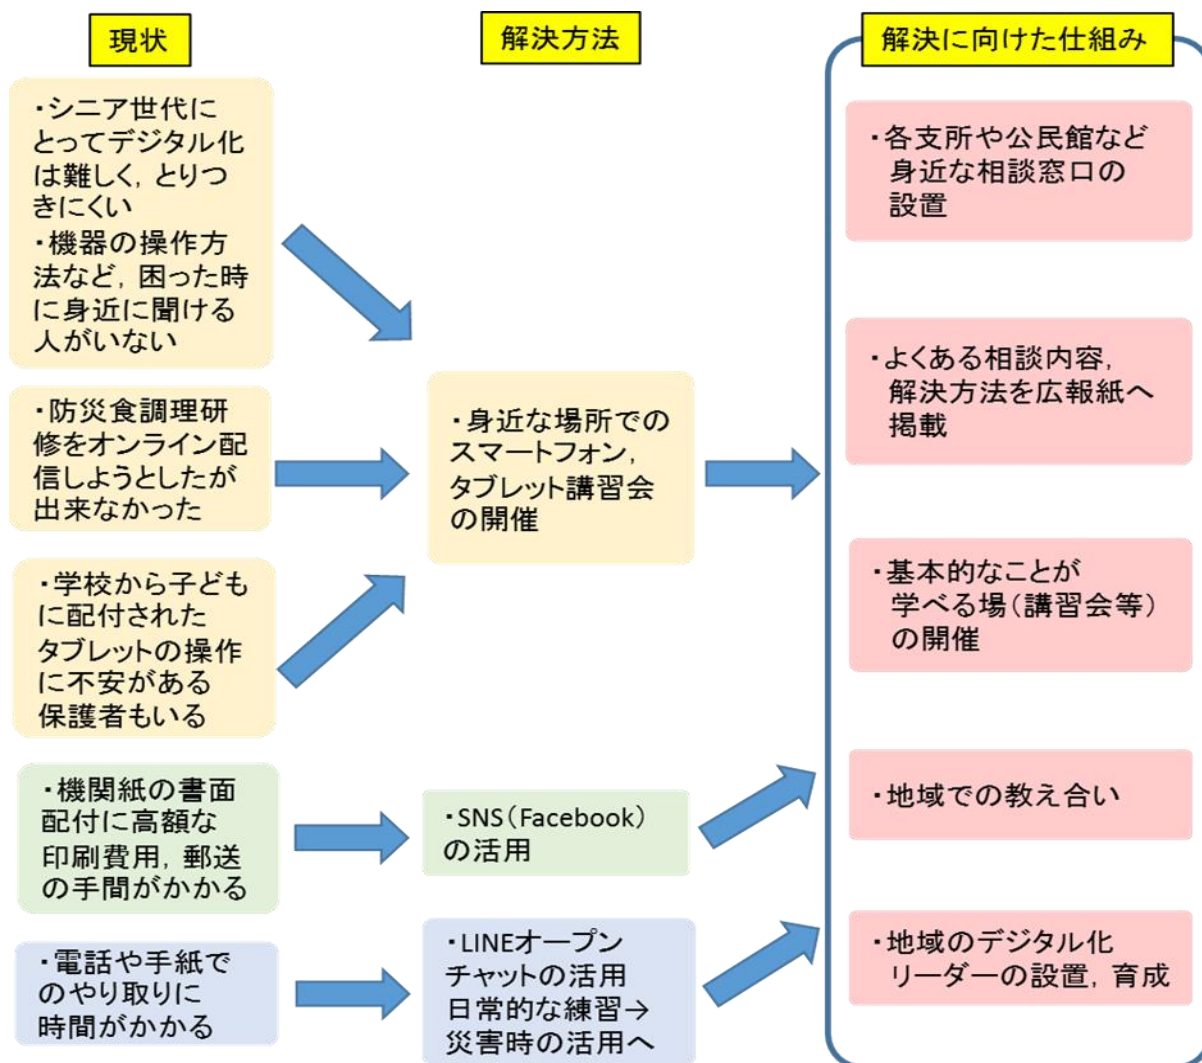 現状
・シニア世代に
とってデジタル化
は難しく，とりつ
きにくい
・機器の操作方
法など，困った時
に身近に聞ける
人がいない
・防災食調理研
修をオンライン配
信しようとしたが
出来なかった
・学校から子ども
に配付された
タブレットの操作
に不安がある
保護者もいる
・機関紙の書面
配付に高額な
印刷費用，郵送
の手間がかかる
・電話や手紙で
のやり取りに
時間がかかる
解決方法
・身近な場所での
スマートフォン，
タブレット講習会
の開催
・SNS（Facebook）
の活用
・LINEオープン
チャットの活用
日常的な練習→
災害時の活用へ
解決に向けた仕組み
・各支所や公民館など
身近な相談窓口の
設置
・よくある相談内容，
解決方法を広報紙へ
掲載
・基本的なことが
学べる場（講習会等）
の開催
・地域での教え合い
・地域のデジタル化
リーダーの設置，育成